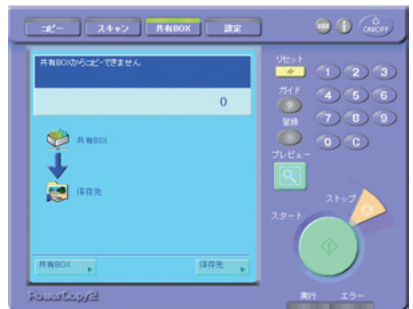 コピー スキャン 共有BOX 設定
ON/OFF
共有BOXからコピーできません
0
共有BOX
保存先
共有BOX 保存先
リセット
ガイド
登録
プレビュー
1 2 3
4 5 6
7 8 9
0 C
ストップ
スタート
実行 エラー
PowerCopy2